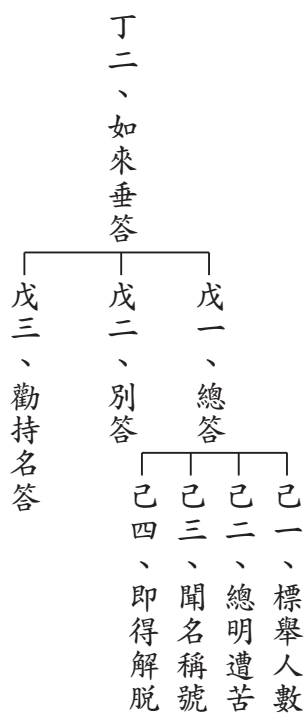 丁二、如來垂答
戊一、總答
己一、標舉人數
己二、總明遭苦
己三、聞名稱號
己四、即得解脫
戊二、別答
戊三、勸持名答